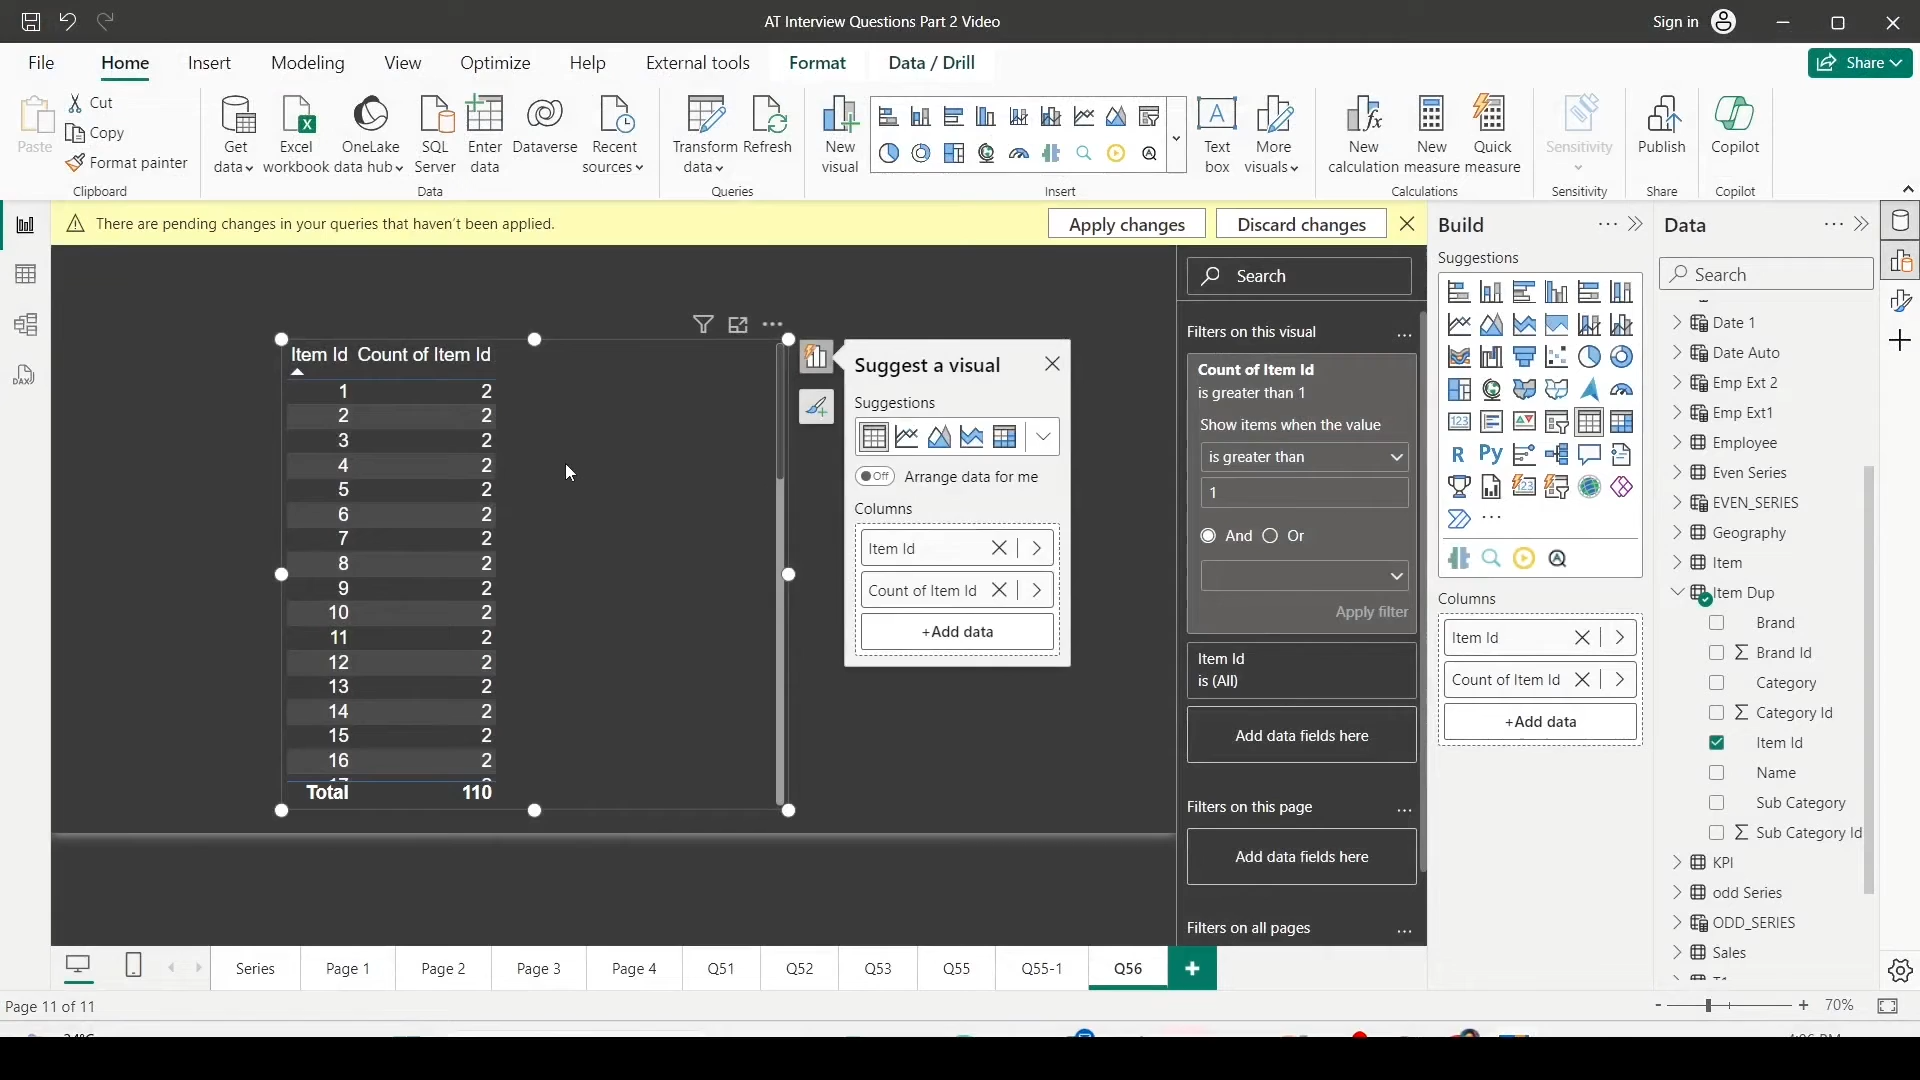 AT Interview Questions Part 2 Video
Sign in
File Home Insert Modeling View Optimize Help External tools Format Data / Drill
Share
Paste
Cut
Copy
Format painter
Clipboard
Get data
Excel workbook
OneLake data hub
SQL Server
Enter data
Dataverse
Recent sources
Data
Transform data
Refresh
Queries
New visual
Text box
More visuals
Insert
New calculation
New measure
Quick measure
Calculations
Sensitivity
Sensitivity
Publish
Share
Copilot
Copilot
There are pending changes in your queries that haven't been applied.
Apply changes
Discard changes
Item Id Count of Item Id
1 2
2 2
3 2
4 2
5 2
6 2
7 2
8 2
9 2
10 2
11 2
12 2
13 2
14 2
15 2
16 2
Total 110
Suggest a visual
Suggestions
Off Arrange data for me
Columns
Item Id
Count of Item Id
+Add data
Search
Filters on this visual
Count of Item Id
is greater than 1
Show items when the value
is greater than
1
And Or
Apply filter
Item Id
is (All)
Add data fields here
Filters on this page
Add data fields here
Filters on all pages
Build
Suggestions
R Py
123
Columns
Item Id
Count of Item Id
+Add data
Data
Search
Date 1
Date Auto
Emp Ext 2
Emp Ext1
Employee
Even Series
EVEN_SERIES
Geography
Item
Item Dup
Brand
Brand Id
Category
Category Id
Item Id
Name
Sub Category
Sub Category Id
KPI
odd Series
ODD_SERIES
Sales
Series Page 1 Page 2 Page 3 Page 4 Q51 Q52 Q53 Q55 Q55-1 Q56
Page 11 of 11
- + 70%